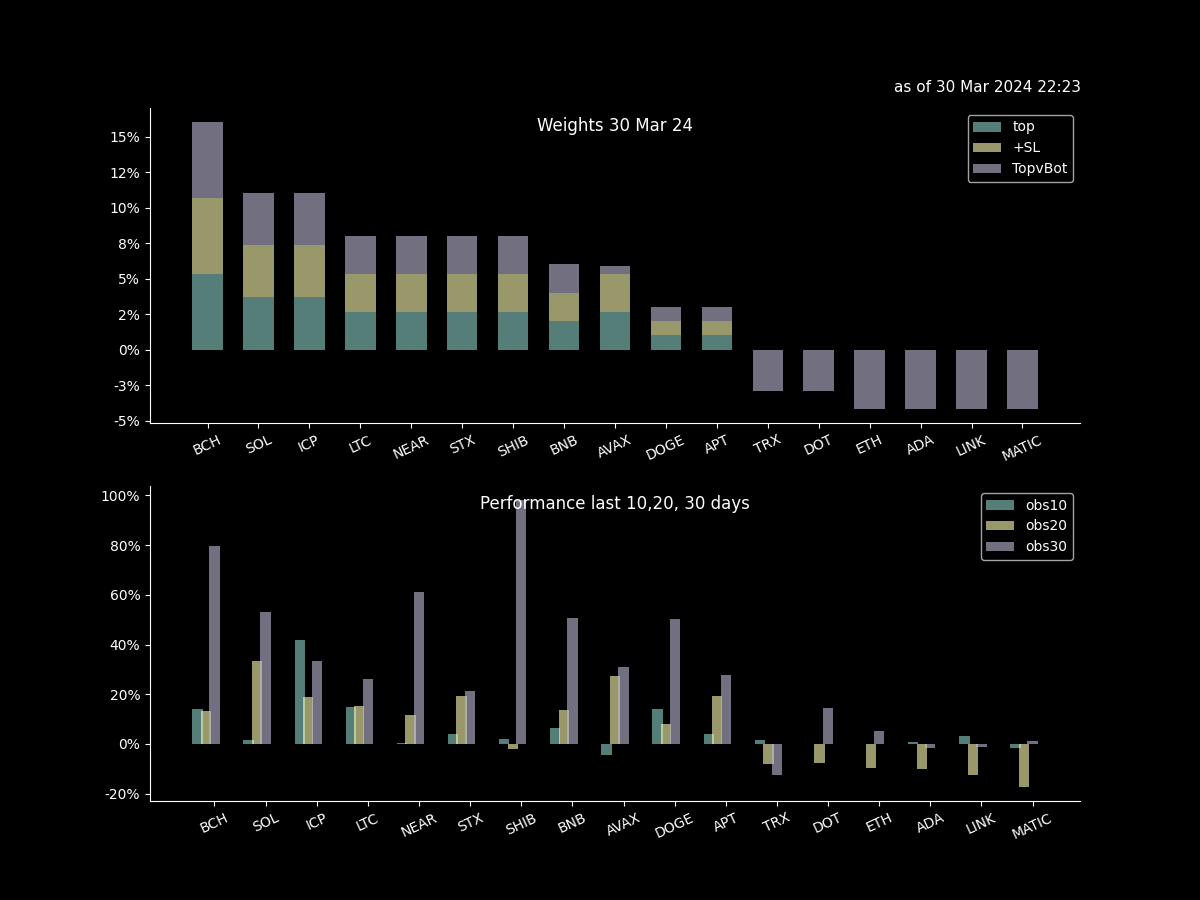 as of 30 Mar 2024 22:23
Weights 30 Mar 24
top
+SL
TopvBot
15%
12%
10%
8%
5%
2%
0%
-3%
-5%
BCH SOL ICP LTC NEAR STX SHIB BNB AVAX DOGE APT TRX DOT ETH ADA LINK MATIC
Performance last 10,20, 30 days
obs10
obs20
obs30
100%
80%
60%
40%
20%
0%
-20%
BCH SOL ICP LTC NEAR STX SHIB BNB AVAX DOGE APT TRX DOT ETH ADA LINK MATIC